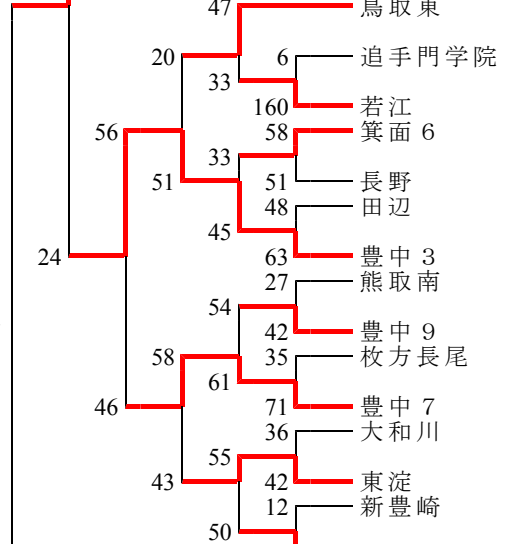 47 鳥取東
20 6 追手門学院
33
160 若江
56 58 箕面６
33
51 51 長野
48 田辺
45
24 63 豊中３
27 熊取南
54
42 豊中９
58 35 枚方長尾
61
46 71 豊中７
36 大和川
55
43 42 東淀
12 新豊崎
50